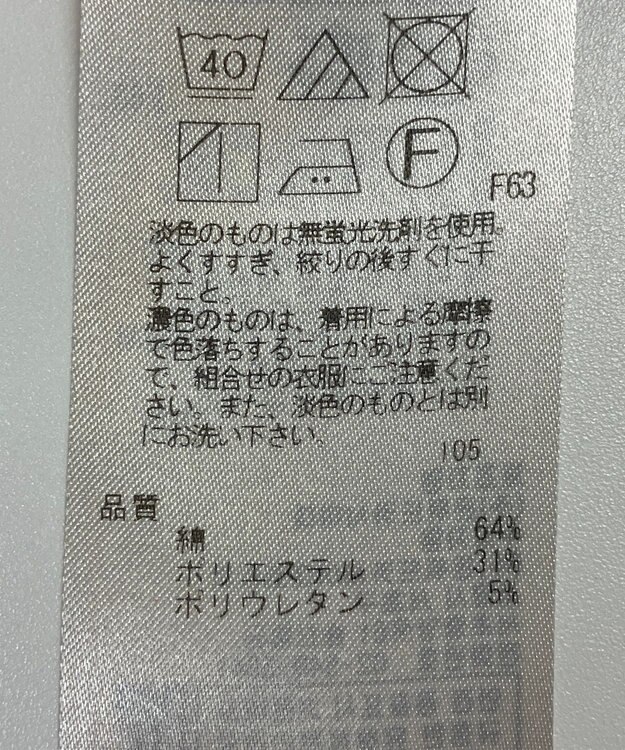 40
F
F63
淡色のものは無蛍光洗剤を使用。
よくすすぎ、絞りの後すぐに干
すこと。
濃色のものは、着用による摩擦
で色落ちすることがありますの
で、組合せの衣服にご注意くだ
さい。また、淡色のものとは別
にお洗い下さい。
105
品質
綿 64%
ポリエステル 31%
ポリウレタン 5%